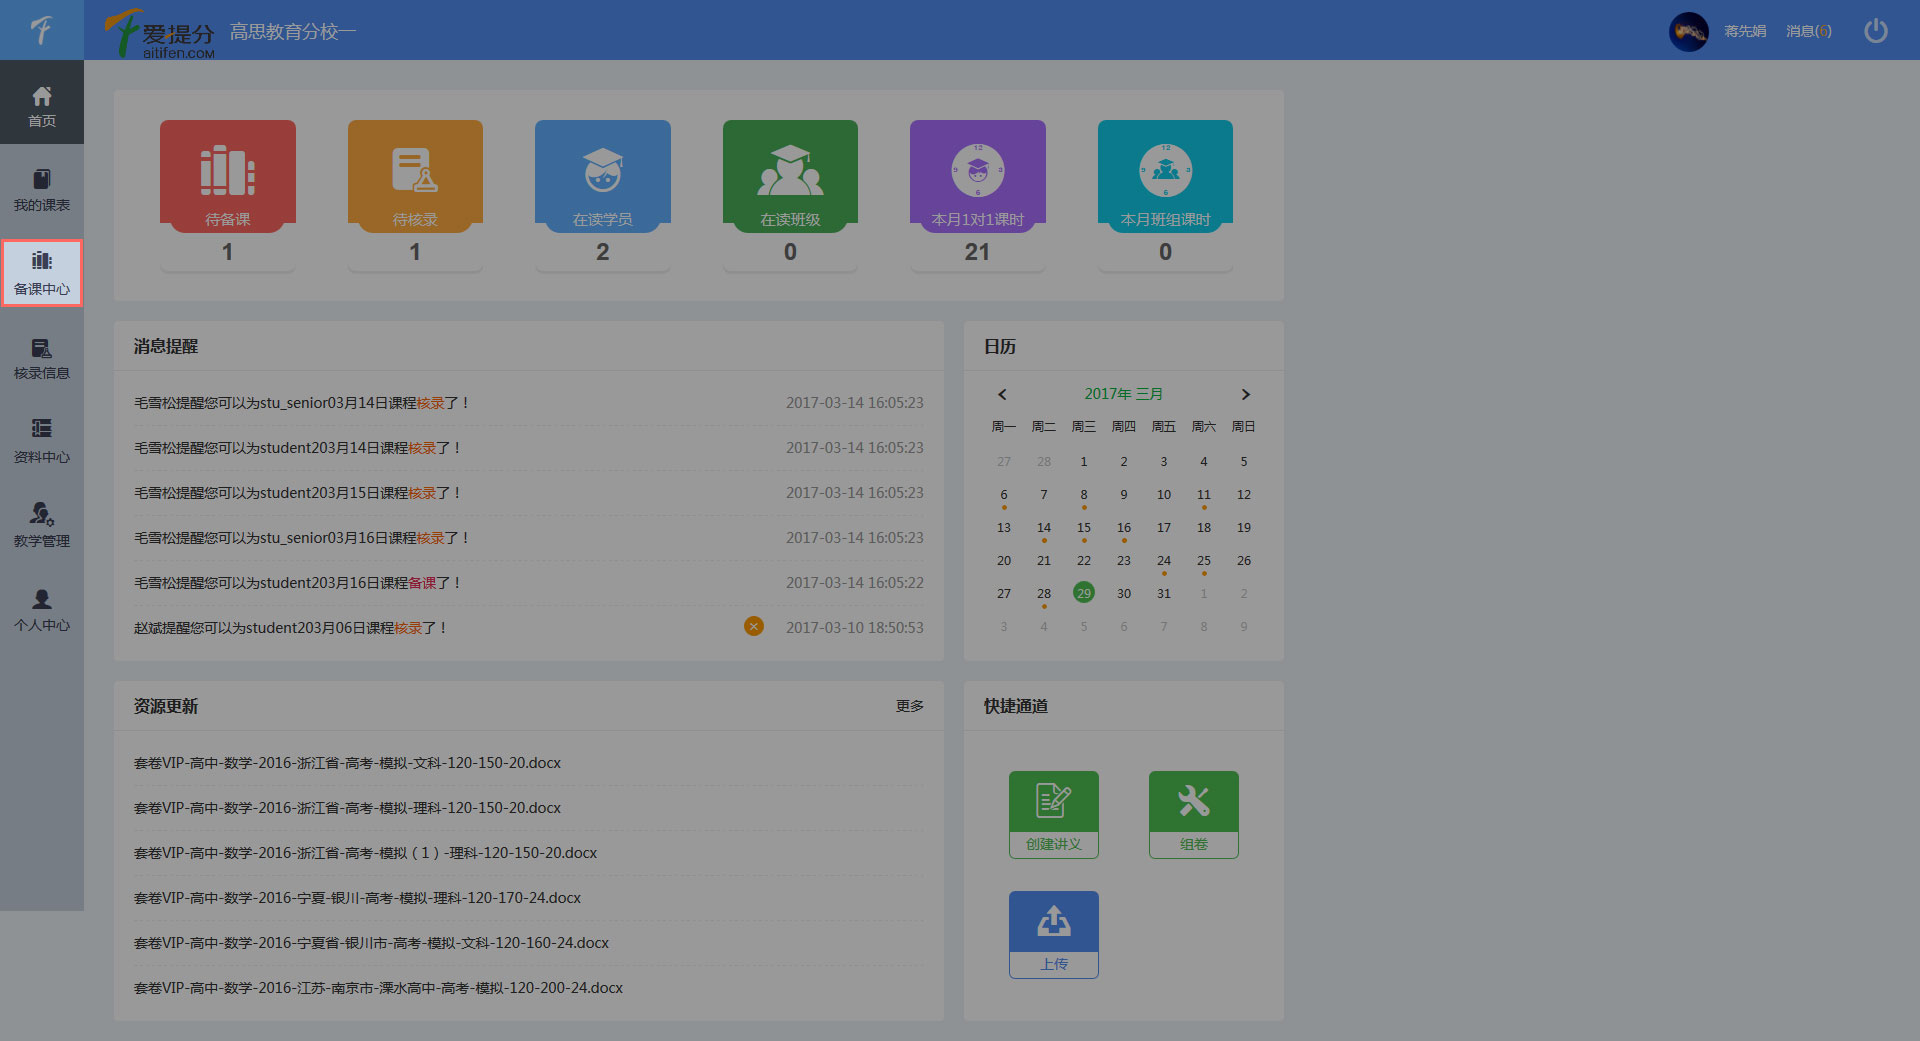 爱提分
aitifen.COM
高思教育分校一
蒋先娟
消息(6)
首页
我的课表
备课中心
核录信息
资料中心
教学管理
个人中心
待备课
1
待核录
1
在读学员
2
在读班级
0
12
9
3
6
本月1对1课时
21
12
9
3
6
本月班组课时
0
消息提醒
毛雪松提醒您可以为stu_senior03月14日课程核录了！ 2017-03-14 16:05:23
毛雪松提醒您可以为student203月14日课程核录了！ 2017-03-14 16:05:23
毛雪松提醒您可以为student203月15日课程核录了！ 2017-03-14 16:05:23
毛雪松提醒您可以为stu_senior03月16日课程核录了！ 2017-03-14 16:05:23
毛雪松提醒您可以为student203月16日课程备课了！ 2017-03-14 16:05:22
赵斌提醒您可以为student203月06日课程核录了！ 2017-03-10 18:50:53
日历
2017年 三月
周一 周二 周三 周四 周五 周六 周日
27 28 1 2 3 4 5
6 7 8 9 10 11 12
13 14 15 16 17 18 19
20 21 22 23 24 25 26
27 28 29 30 31 1 2
3 4 5 6 7 8 9
资源更新 更多
套卷VIP-高中-数学-2016-浙江省-高考-模拟-文科-120-150-20.docx
套卷VIP-高中-数学-2016-浙江省-高考-模拟-理科-120-150-20.docx
套卷VIP-高中-数学-2016-浙江省-高考-模拟（1）-理科-120-150-20.docx
套卷VIP-高中-数学-2016-宁夏-银川-高考-模拟-理科-120-170-24.docx
套卷VIP-高中-数学-2016-宁夏省-银川市-高考-模拟-文科-120-160-24.docx
套卷VIP-高中-数学-2016-江苏-南京市-溧水高中-高考-模拟-120-200-24.docx
快捷通道
创建讲义
组卷
上传